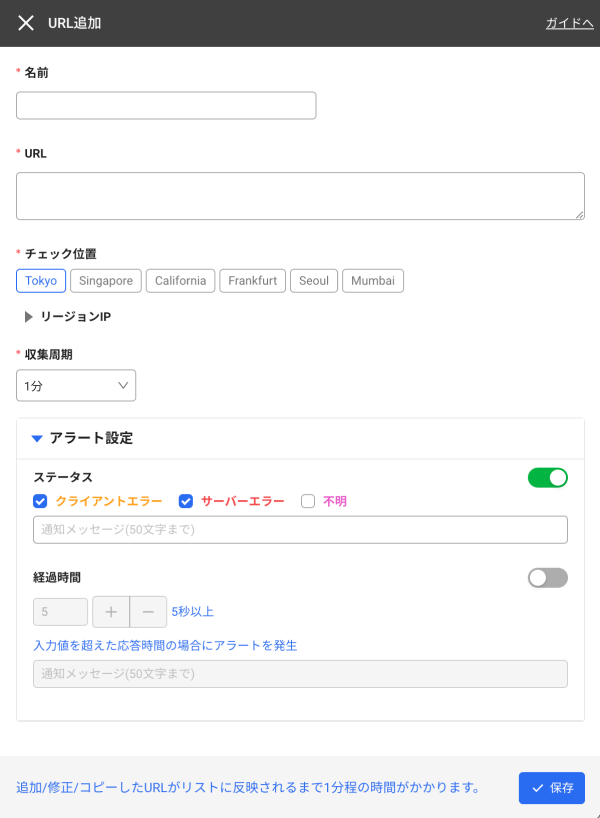 URL追加
ガイドへ
* 名前
* URL
* チェック位置
Tokyo Singapore California Frankfurt Seoul Mumbai
リージョンIP
* 収集周期
1分
アラート設定
ステータス
クライアントエラー サーバーエラー 不明
通知メッセージ(50文字まで)
経過時間
5 + − 5秒以上
入力値を超えた応答時間の場合にアラートを発生
通知メッセージ(50文字まで)
追加/修正/コピーしたURLがリストに反映されるまで1分程の時間がかかります。
保存